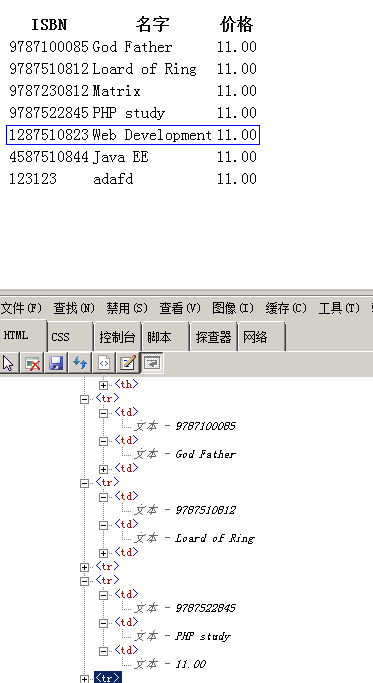 ISBN 名字 价格
9787100085 God Father 11.00
9787510812 Loard of Ring 11.00
9787230812 Matrix 11.00
9787522845 PHP study 11.00
1287510823 Web Development 11.00
4587510844 Java EE 11.00
123123 adafd 11.00
文件(F) 查找(N) 禁用(S) 查看(V) 图像(I) 缓存(C) 工具(T)
HTML CSS 控制台 脚本 探查器 网络
<th>
<tr>
<td>
文本 - 9787100085
<td>
文本 - God Father
<td>
<tr>
<td>
文本 - 9787510812
<td>
文本 - Loard of Ring
<td>
<tr>
<tr>
<td>
文本 - 9787522845
<td>
文本 - PHP study
<td>
文本 - 11.00
<tr>